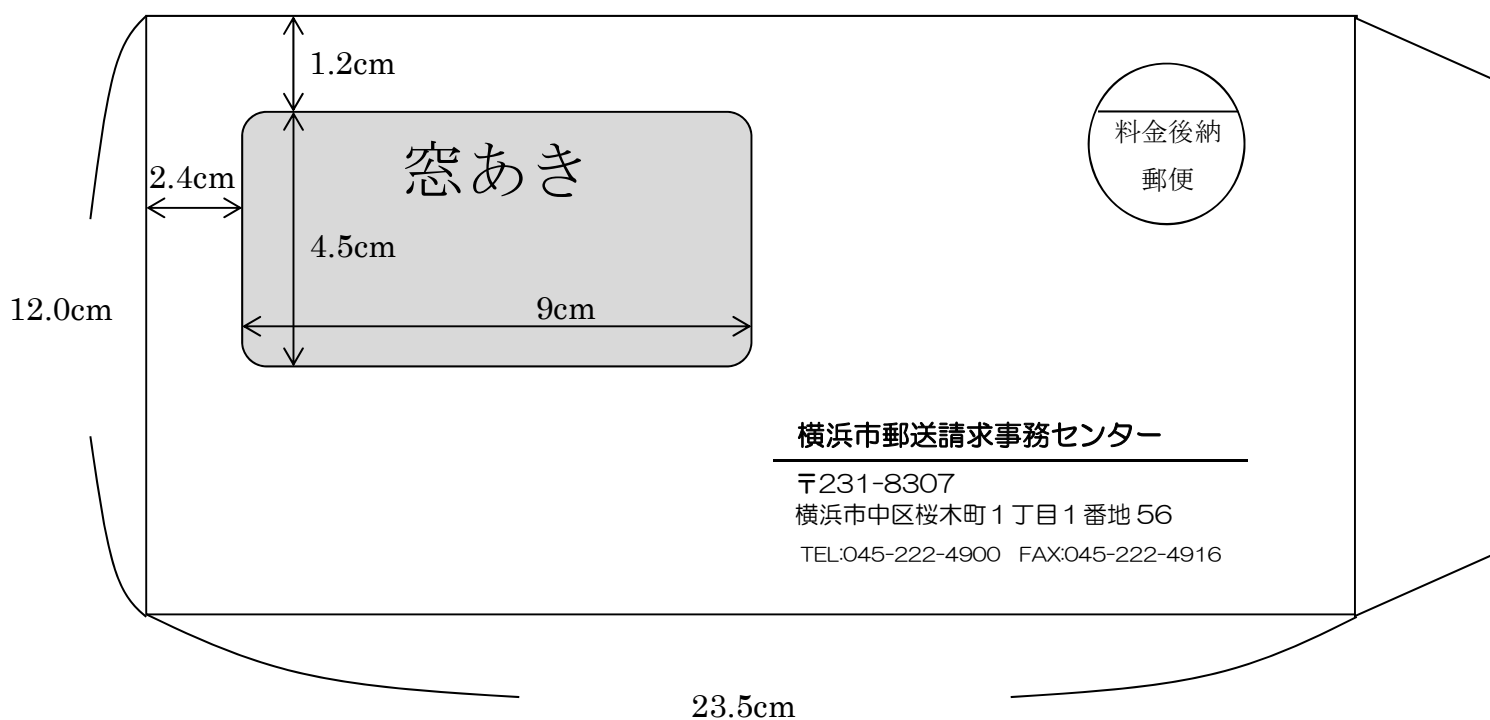 1.2cm
料金後納
郵便
窓あき
2.4cm
4.5cm
12.0cm
9cm
横浜市郵送請求事務センター
〒231-8307
横浜市中区桜木町1丁目1番地56
TEL:045-222-4900 FAX:045-222-4916
23.5cm